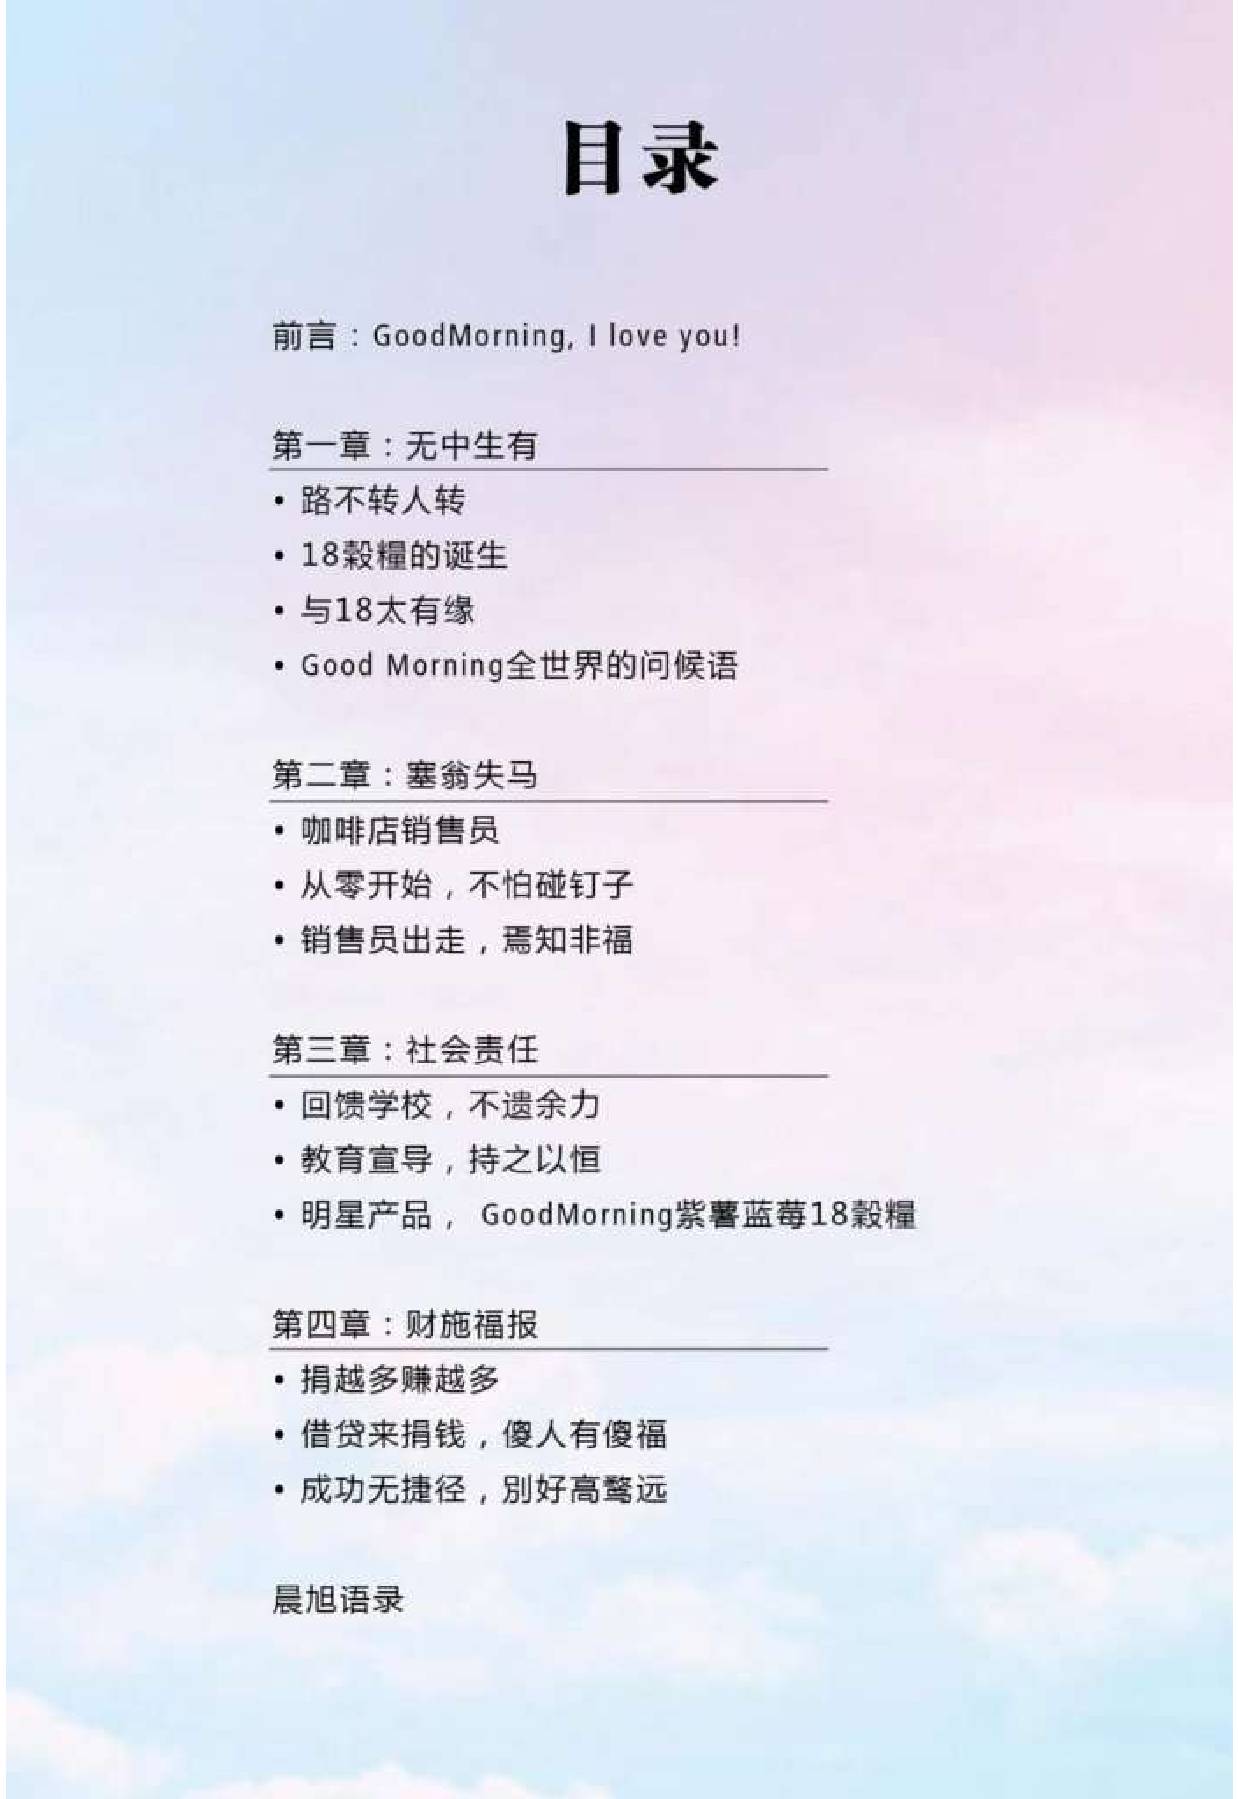 目录
前言：GoodMorning, I love you!
第一章：无中生有
• 路不转人转
• 18穀糧的诞生
• 与18太有缘
• Good Morning全世界的问候语
第二章：塞翁失马
• 咖啡店销售员
• 从零开始，不怕碰钉子
• 销售员出走，焉知非福
第三章：社会责任
• 回馈学校，不遗余力
• 教育宣导，持之以恒
• 明星产品， GoodMorning紫薯蓝莓18穀糧
第四章：财施福报
• 捐越多赚越多
• 借贷来捐钱，傻人有傻福
• 成功无捷径，別好高骛远
晨旭语录